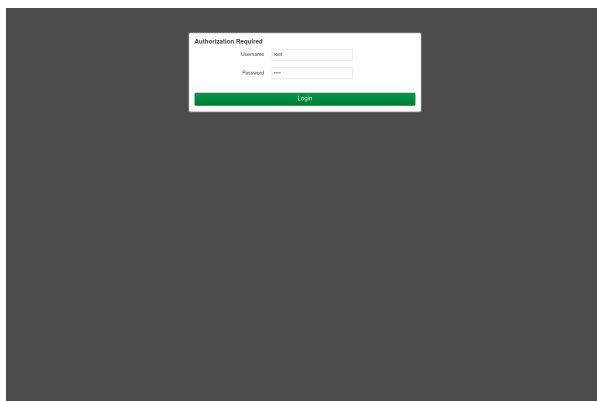 Authorization Required
Username root
Password ••••
Login